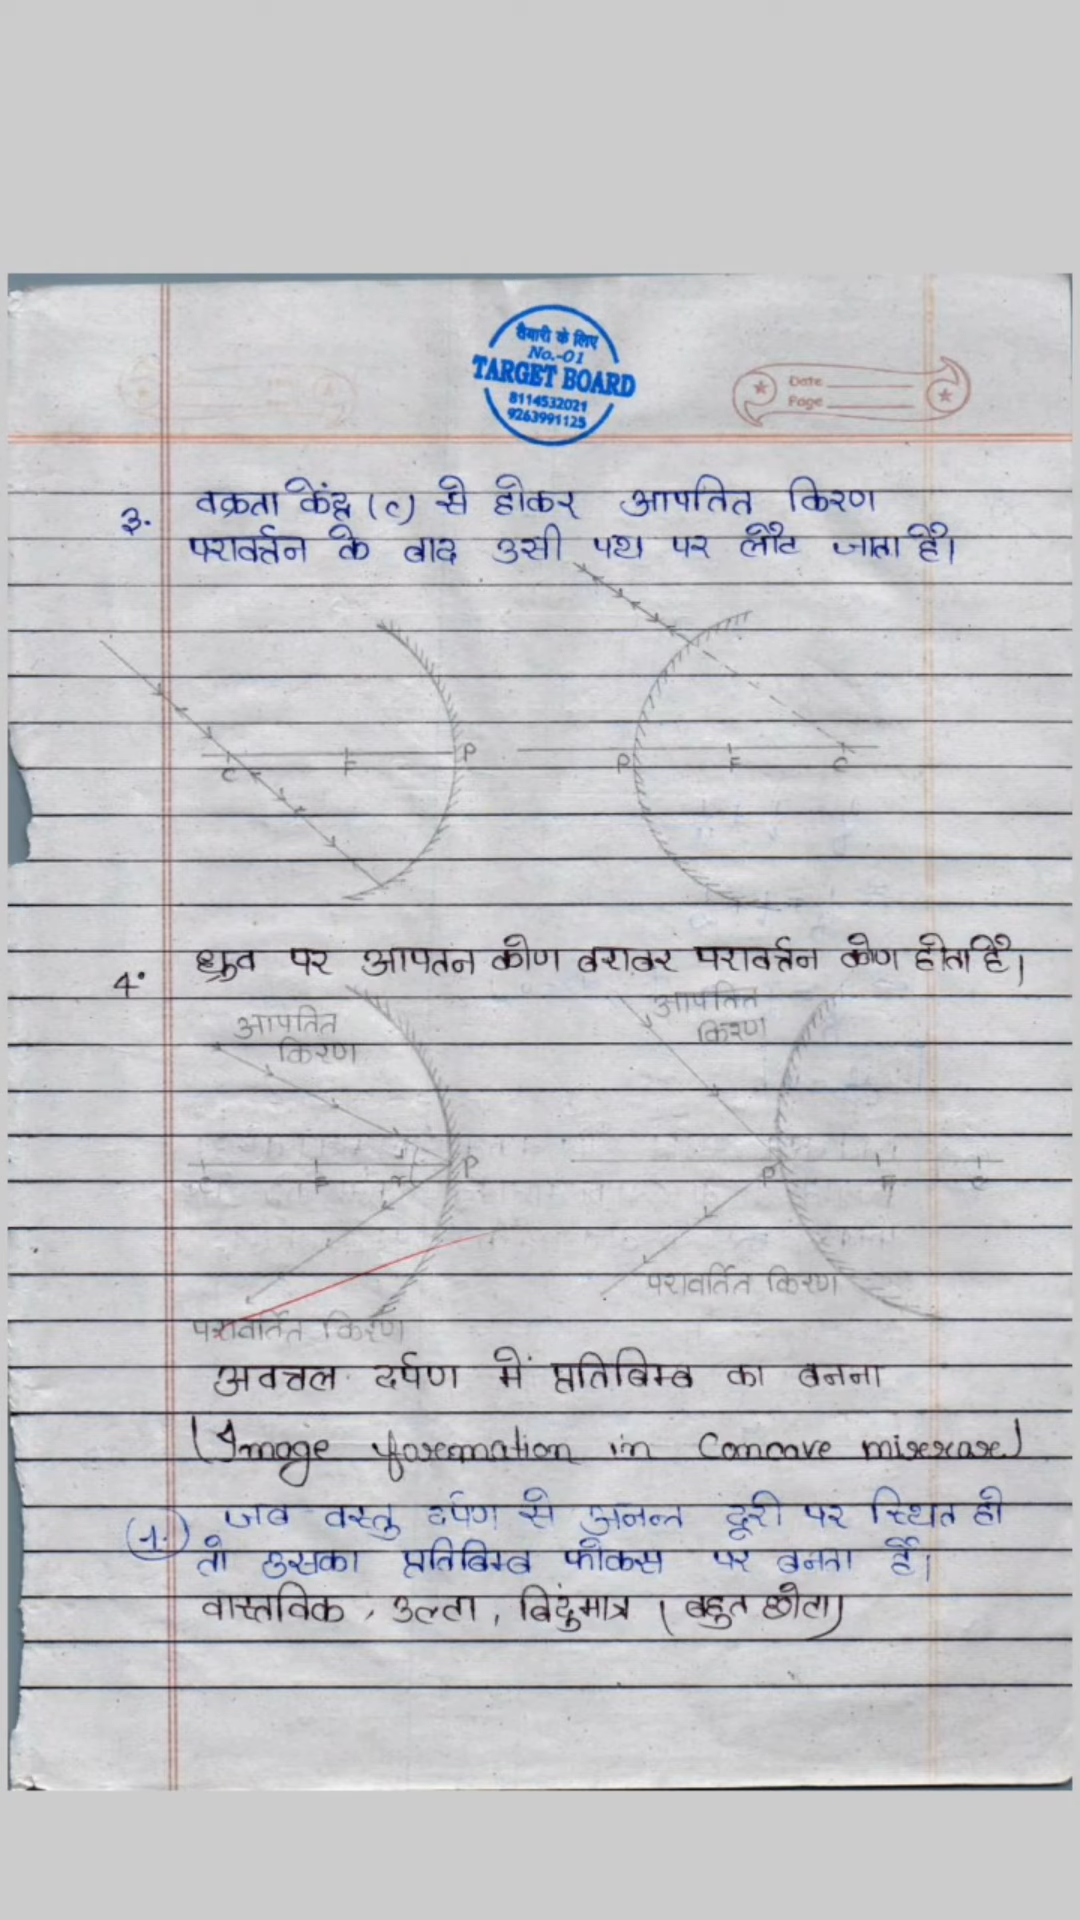 तैयारी के लिए
No.-01
TARGET BOARD
8114532021
9263991125
Date
Page
3. वक्रता केंद्र (c) से होकर आपतित किरण
परावर्तन के बाद उसी पथ पर लौट जाता है।
C F P
P F C
4. ध्रुव पर आपतन कोण बराबर परावर्तन कोण होता है।
आपतित
किरण
आपतित
किरण
C F P
P F C
परावर्तित किरण
परावर्तित किरण
अवतल दर्पण में प्रतिबिम्ब का बनना
(Image formation in Concave mirror)
(1.) जब वस्तु दर्पण से अनन्त दूरी पर स्थित हो
तो उसका प्रतिबिम्ब फोकस पर बनता है।
वास्तविक, उल्टा, बिंदुमात्र (बहुत छोटा)